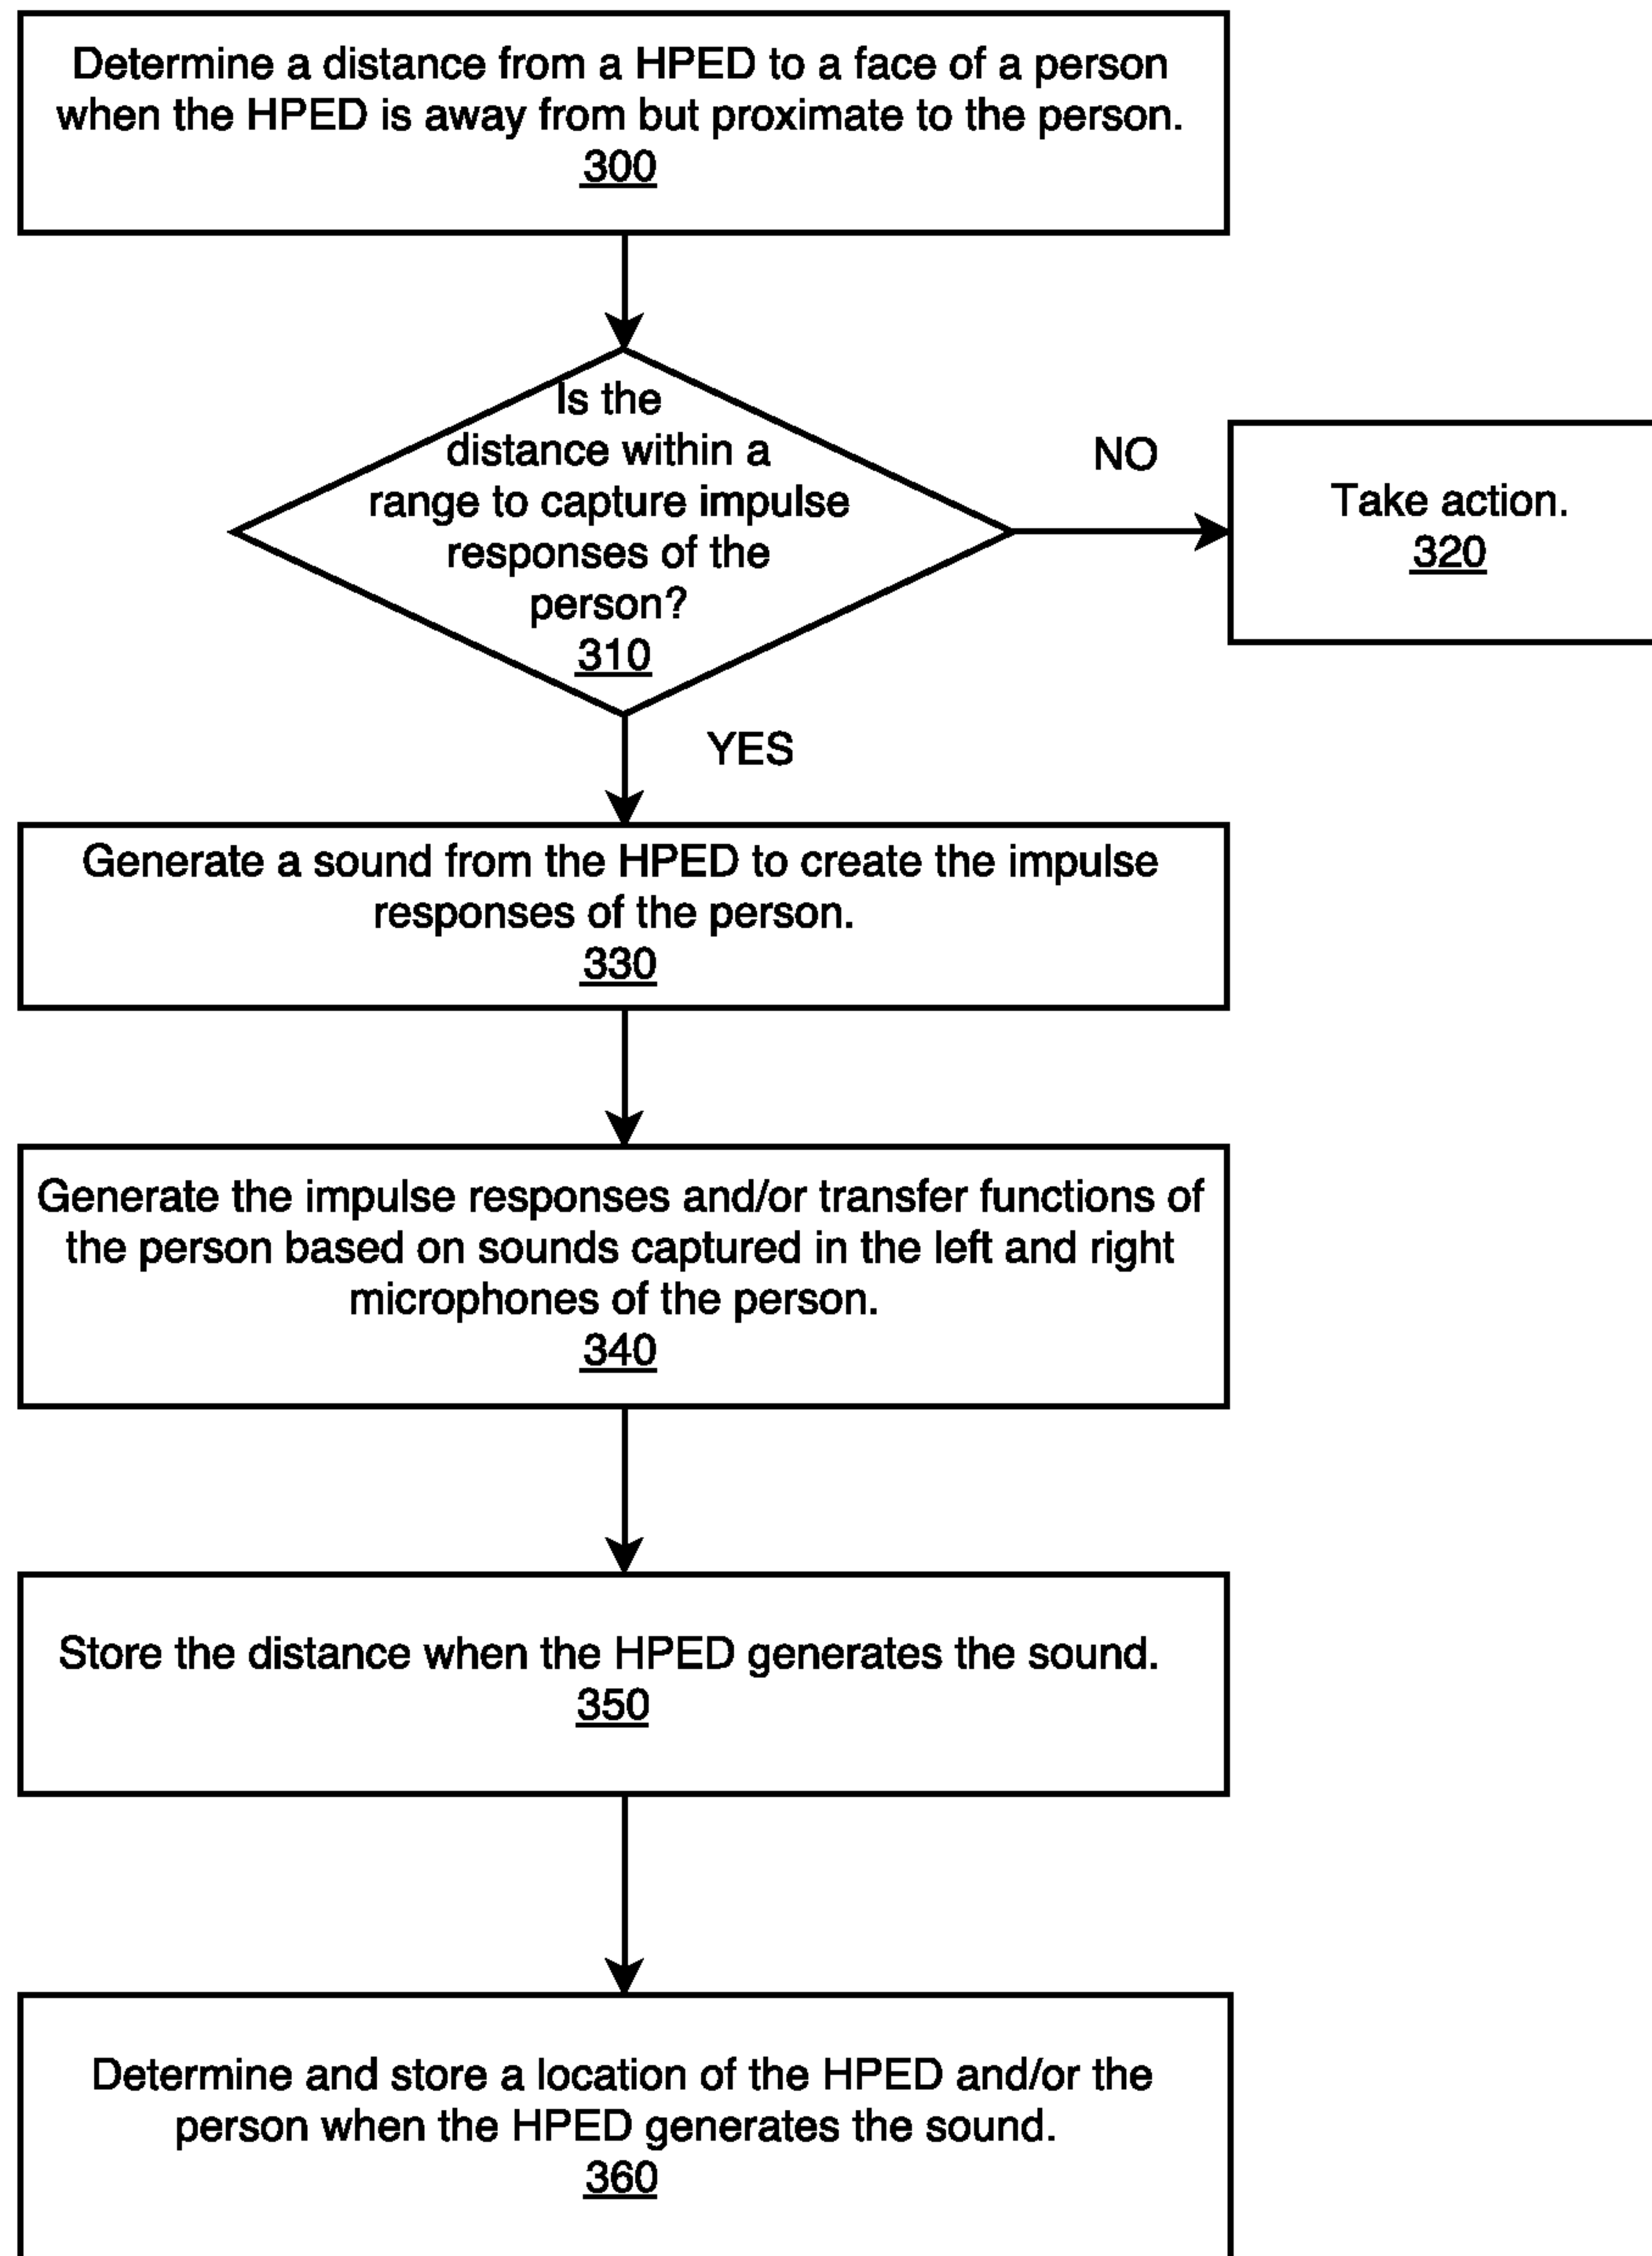 Determine a distance from a HPED to a face of a person
when the HPED is away from but proximate to the person.
300
Is the
distance within a
range to capture impulse
responses of the
person?
310
NO
Take action.
320
YES
Generate a sound from the HPED to create the impulse
responses of the person.
330
Generate the impulse responses and/or transfer functions of
the person based on sounds captured in the left and right
microphones of the person.
340
Store the distance when the HPED generates the sound.
350
Determine and store a location of the HPED and/or the
person when the HPED generates the sound.
360